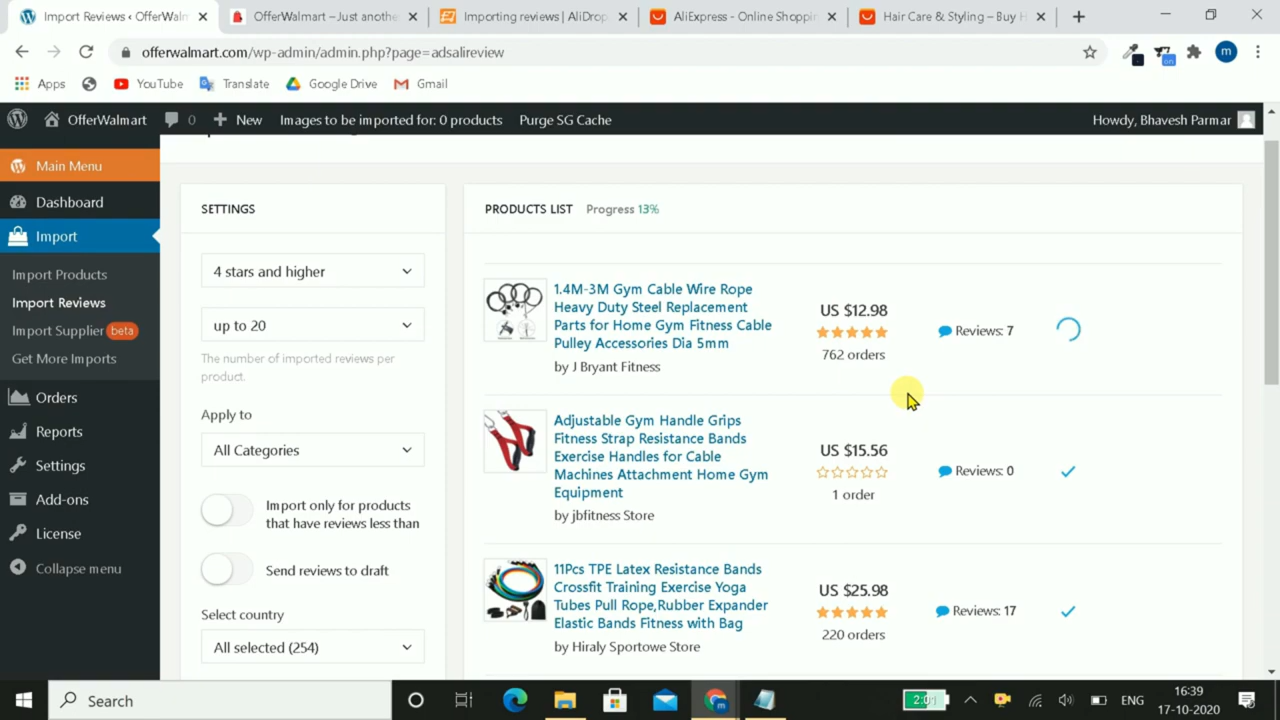 Import Reviews ‹ OfferWaln
OfferWalmart – Just anothe
Importing reviews | AliDrop
AliExpress - Online Shoppin
Hair Care & Styling – Buy H
offerwalmart.com/wp-admin/admin.php?page=adsalireview
m
Apps
YouTube
Translate
Google Drive
Gmail
OfferWalmart
0
New
Images to be imported for: 0 products
Purge SG Cache
Howdy, Bhavesh Parmar
Main Menu
Dashboard
Import
Import Products
Import Reviews
Import Supplier beta
Get More Imports
Orders
Reports
Settings
Add-ons
License
Collapse menu
SETTINGS
4 stars and higher
up to 20
The number of imported reviews per
product.
Apply to
All Categories
Import only for products
that have reviews less than
Send reviews to draft
Select country
All selected (254)
PRODUCTS LIST Progress 13%
1.4M-3M Gym Cable Wire Rope
Heavy Duty Steel Replacement
Parts for Home Gym Fitness Cable
Pulley Accessories Dia 5mm
by J Bryant Fitness
US $12.98
762 orders
Reviews: 7
Adjustable Gym Handle Grips
Fitness Strap Resistance Bands
Exercise Handles for Cable
Machines Attachment Home Gym
Equipment
by jbfitness Store
US $15.56
1 order
Reviews: 0
11Pcs TPE Latex Resistance Bands
Crossfit Training Exercise Yoga
Tubes Pull Rope,Rubber Expander
Elastic Bands Fitness with Bag
by Hiraly Sportowe Store
US $25.98
220 orders
Reviews: 17
Search
ENG
16:39
17-10-2020